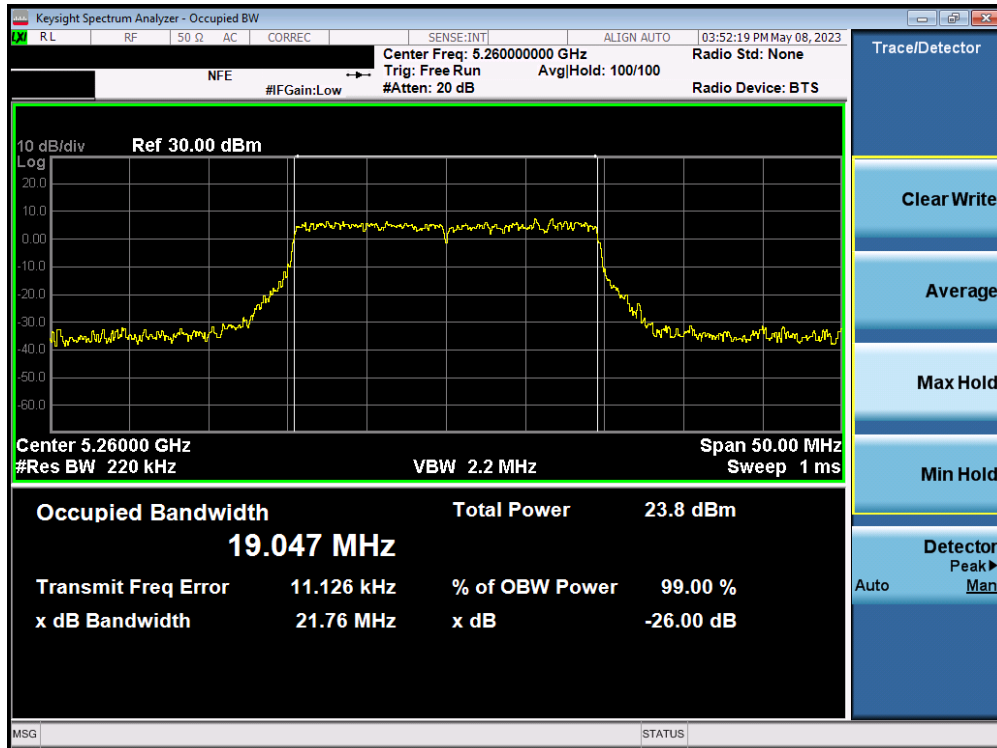 Keysight Spectrum Analyzer - Occupied BW
LXI RL RF 50 Ω AC CORREC SENSE:INT ALIGN AUTO 03:52:19 PM May 08, 2023
Center Freq: 5.260000000 GHz Radio Std: None
NFE Trig: Free Run Avg|Hold: 100/100
#IFGain:Low #Atten: 20 dB Radio Device: BTS
10 dB/div Ref 30.00 dBm
Log
20.0
10.0
0.00
-10.0
-20.0
-30.0
-40.0
-50.0
-60.0
Center 5.26000 GHz Span 50.00 MHz
#Res BW 220 kHz VBW 2.2 MHz Sweep 1 ms
Occupied Bandwidth Total Power 23.8 dBm
19.047 MHz
Transmit Freq Error 11.126 kHz % of OBW Power 99.00 %
x dB Bandwidth 21.76 MHz x dB -26.00 dB
MSG STATUS
Trace/Detector
Clear Write
Average
Max Hold
Min Hold
Detector
Peak▶
Auto Man